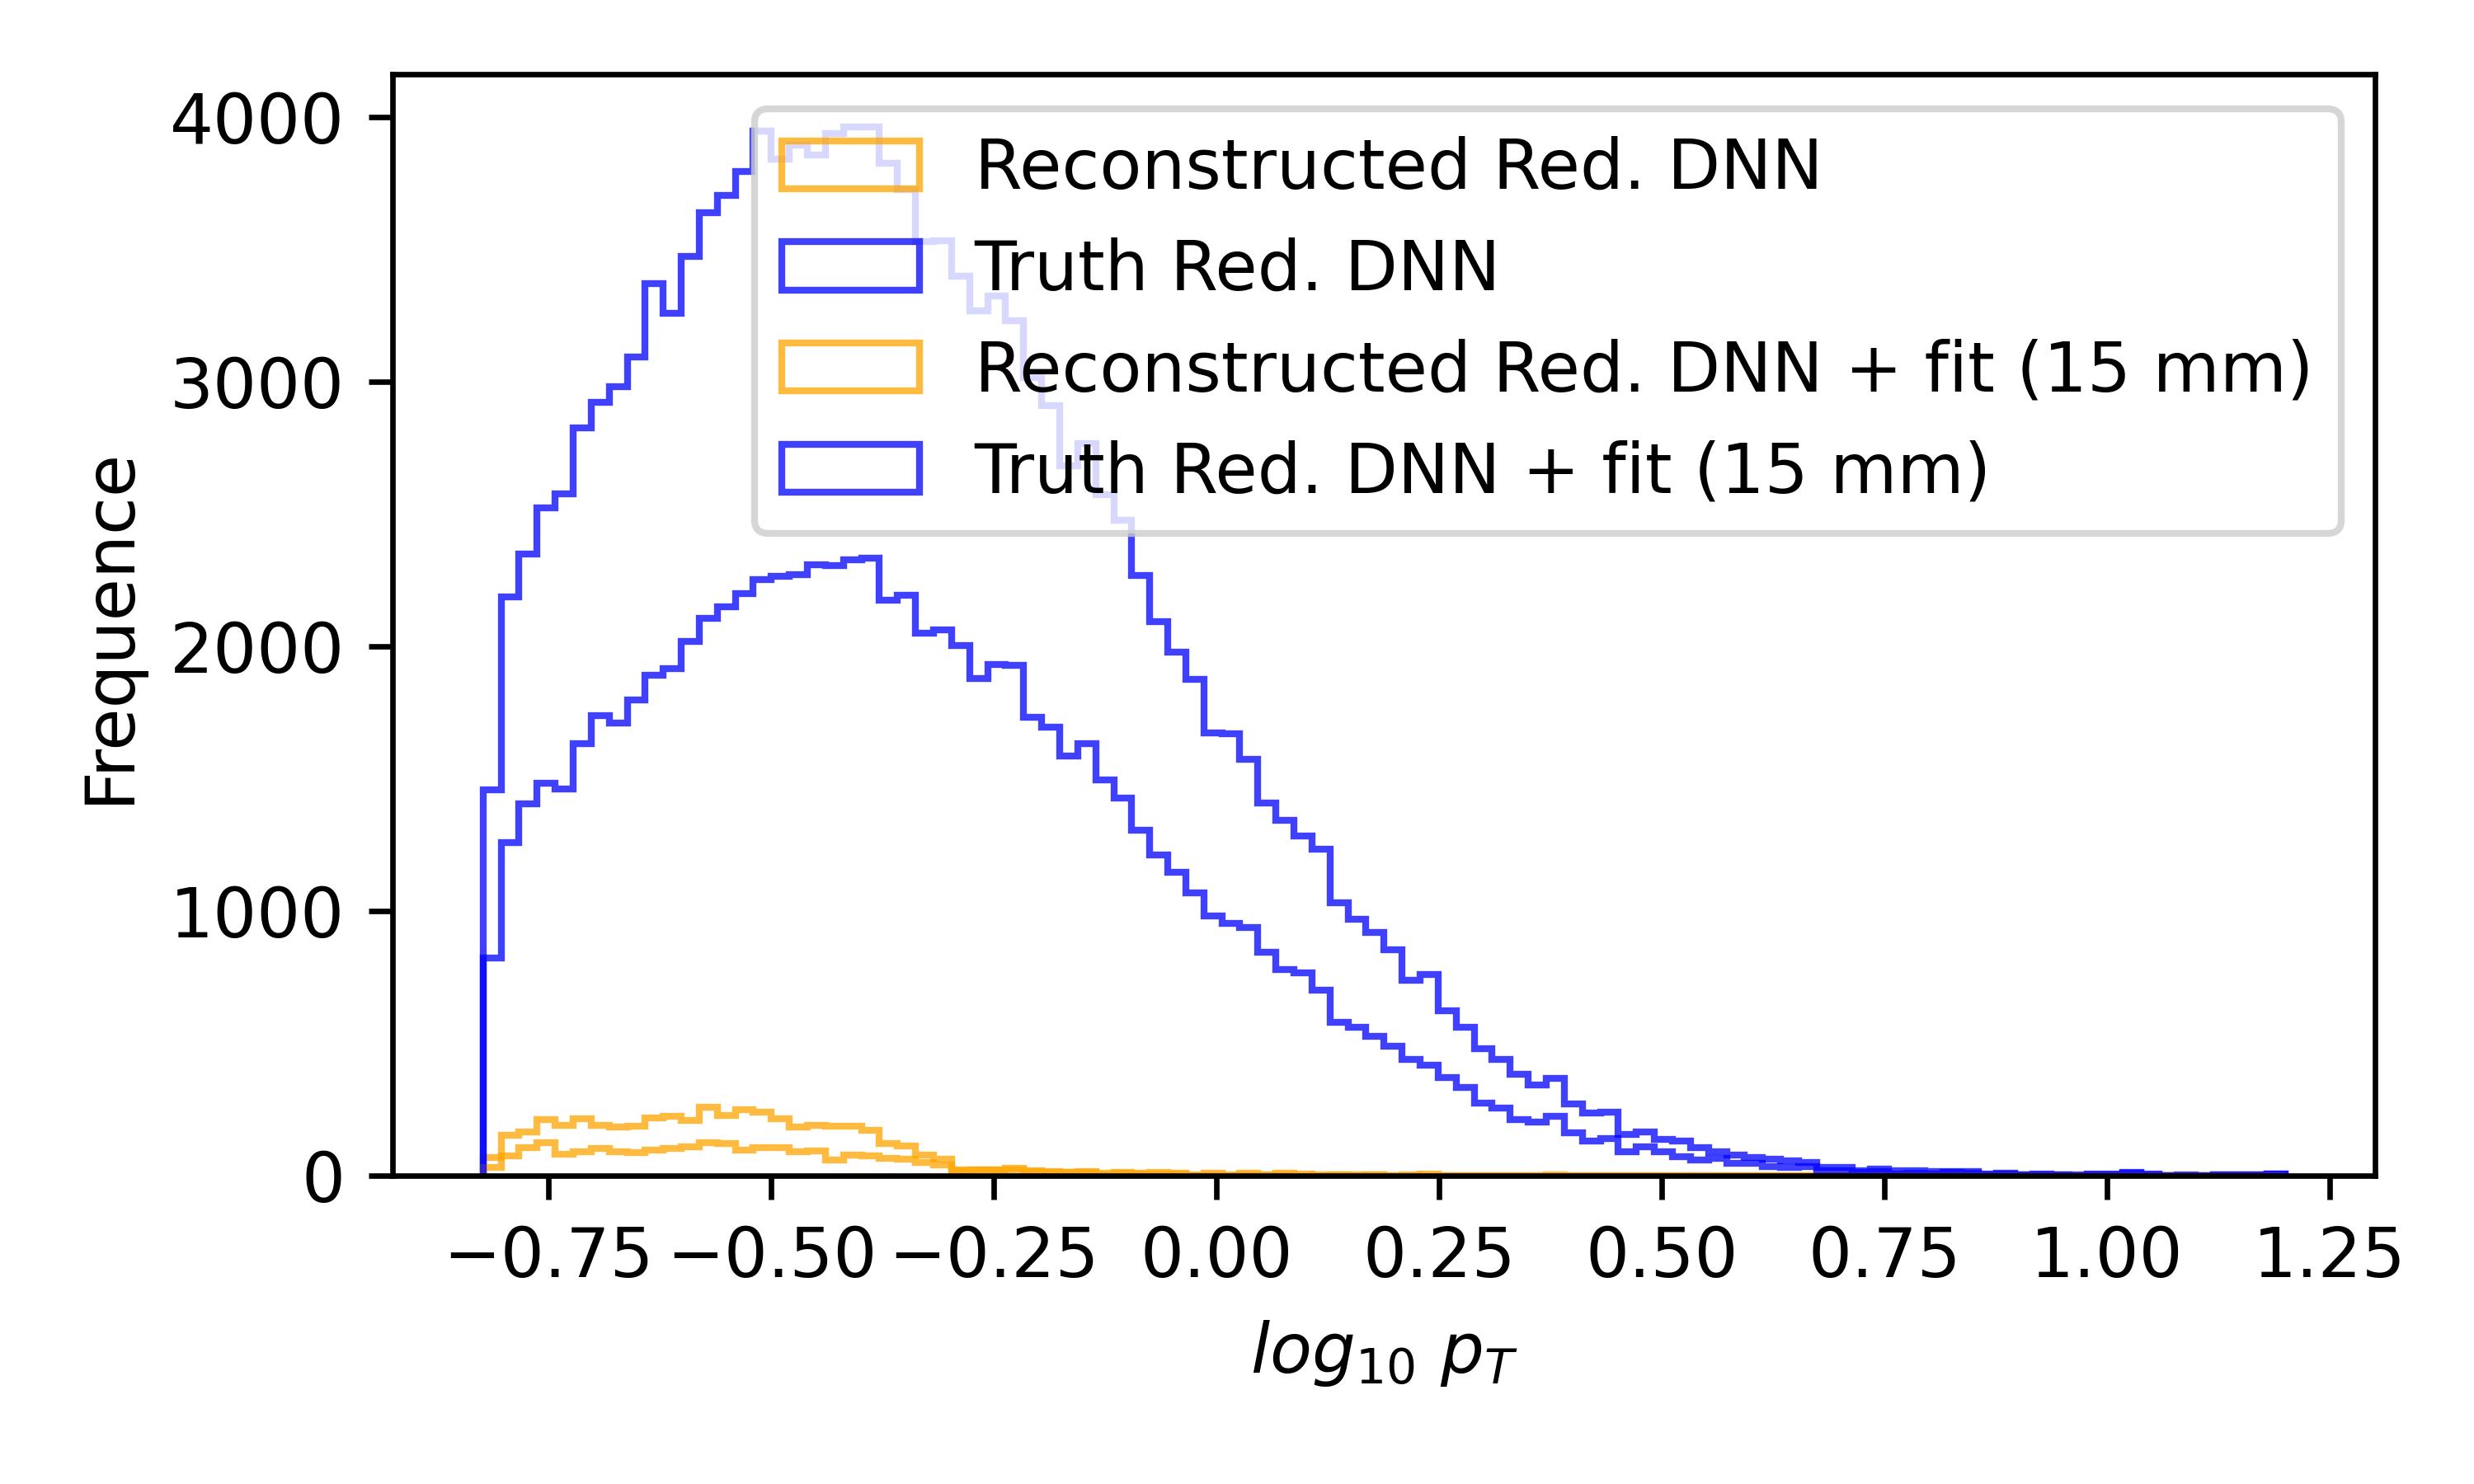 4000
3000
2000
1000
0
Frequence
Reconstructed Red. DNN
Truth Red. DNN
Reconstructed Red. DNN + fit (15 mm)
Truth Red. DNN + fit (15 mm)
−0.75 −0.50 −0.25 0.00 0.25 0.50 0.75 1.00 1.25
log₁₀ p_T